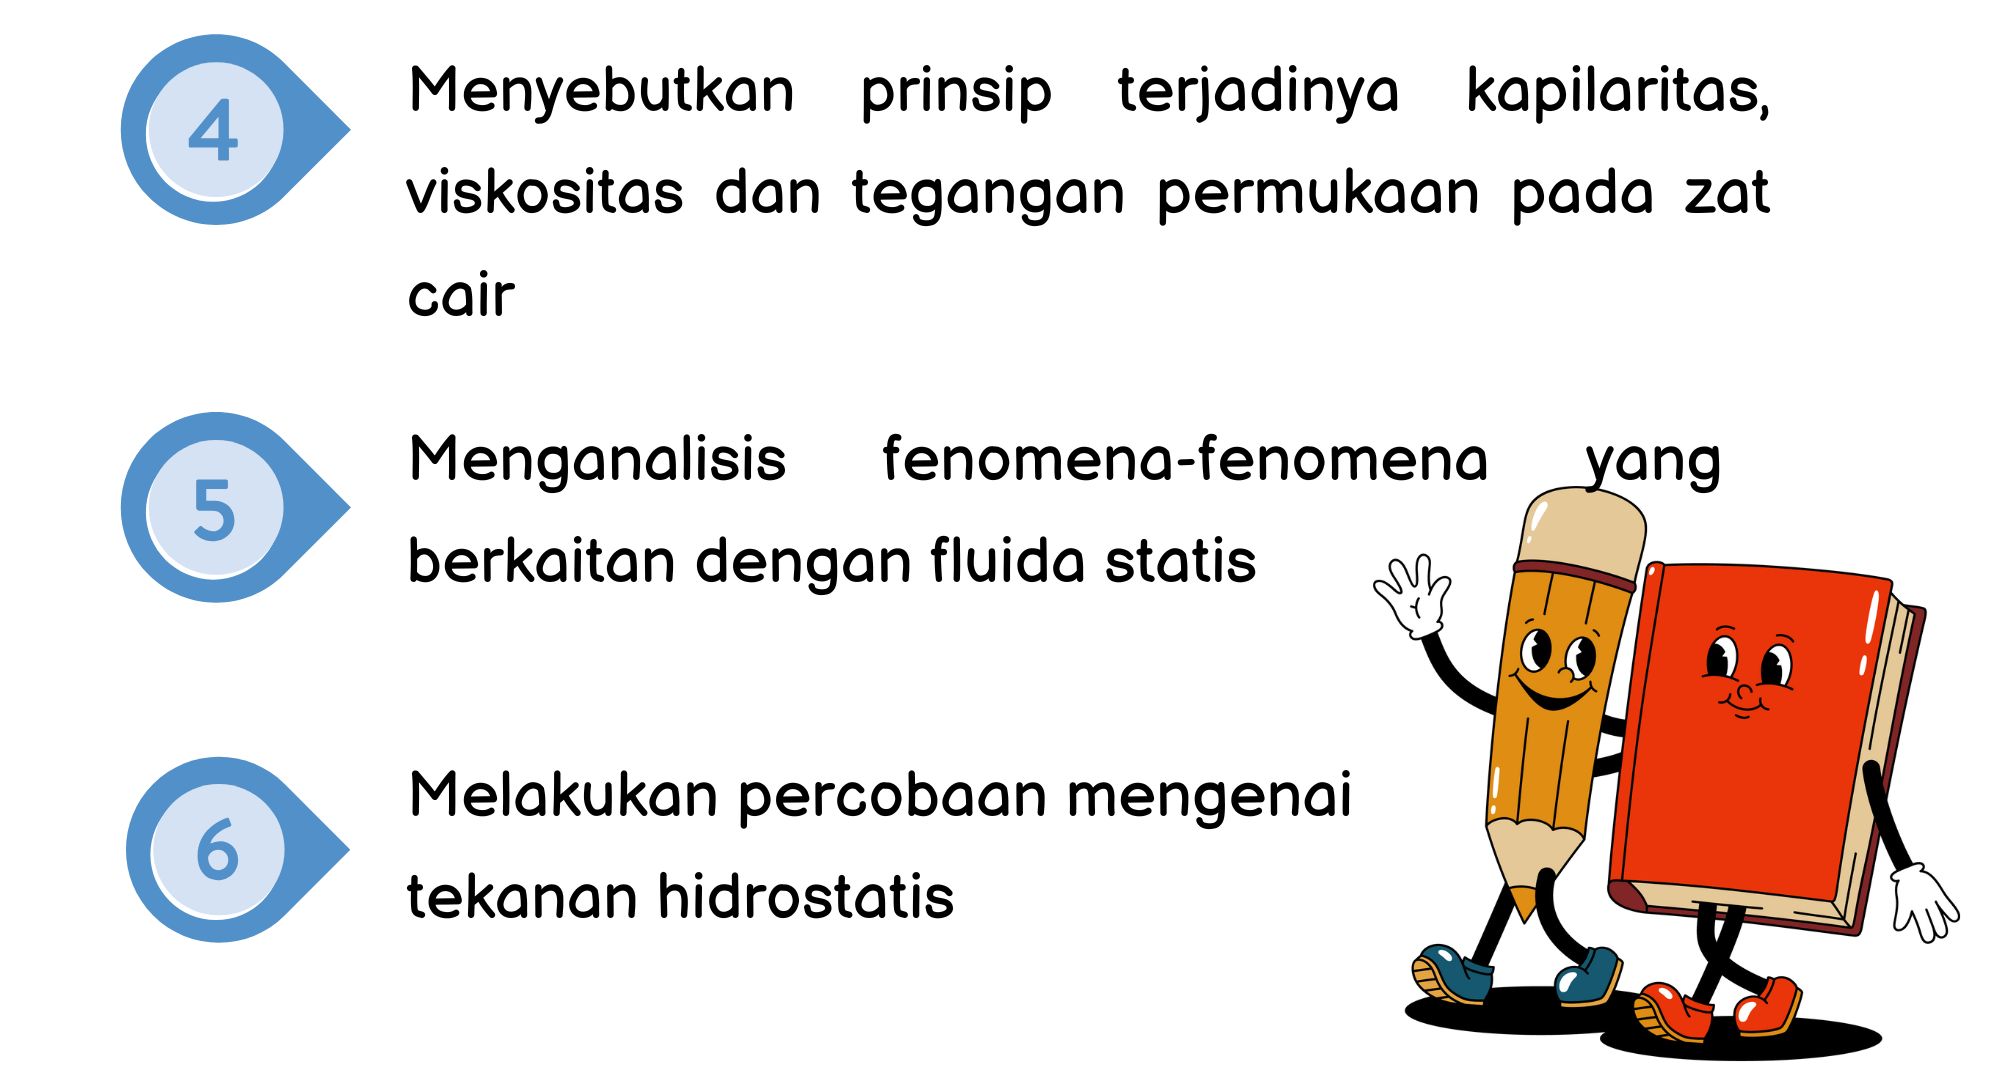 4
Menyebutkan prinsip terjadinya kapilaritas,
viskositas dan tegangan permukaan pada zat
cair
5
Menganalisis fenomena-fenomena yang
berkaitan dengan fluida statis
6
Melakukan percobaan mengenai
tekanan hidrostatis